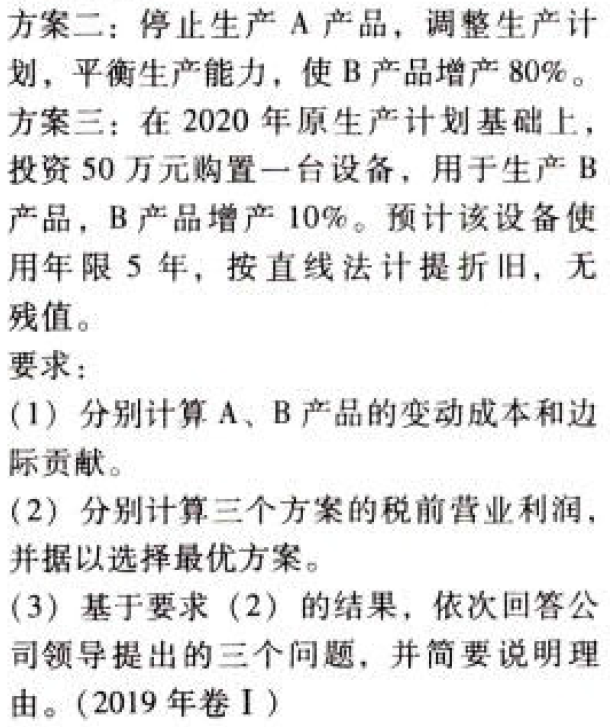 方案二：停止生产 A 产品，调整生产计
划，平衡生产能力，使 B 产品增产 80%。
方案三：在 2020 年原生产计划基础上，
投资 50 万元购置一台设备，用于生产 B
产品，B 产品增产 10%。预计该设备使
用年限 5 年，按直线法计提折旧，无
残值。
要求：
(1) 分别计算 A、B 产品的变动成本和边
际贡献。
(2) 分别计算三个方案的税前营业利润，
并据以选择最优方案。
(3) 基于要求（2）的结果，依次回答公
司领导提出的三个问题，并简要说明理
由。(2019 年卷Ⅰ)